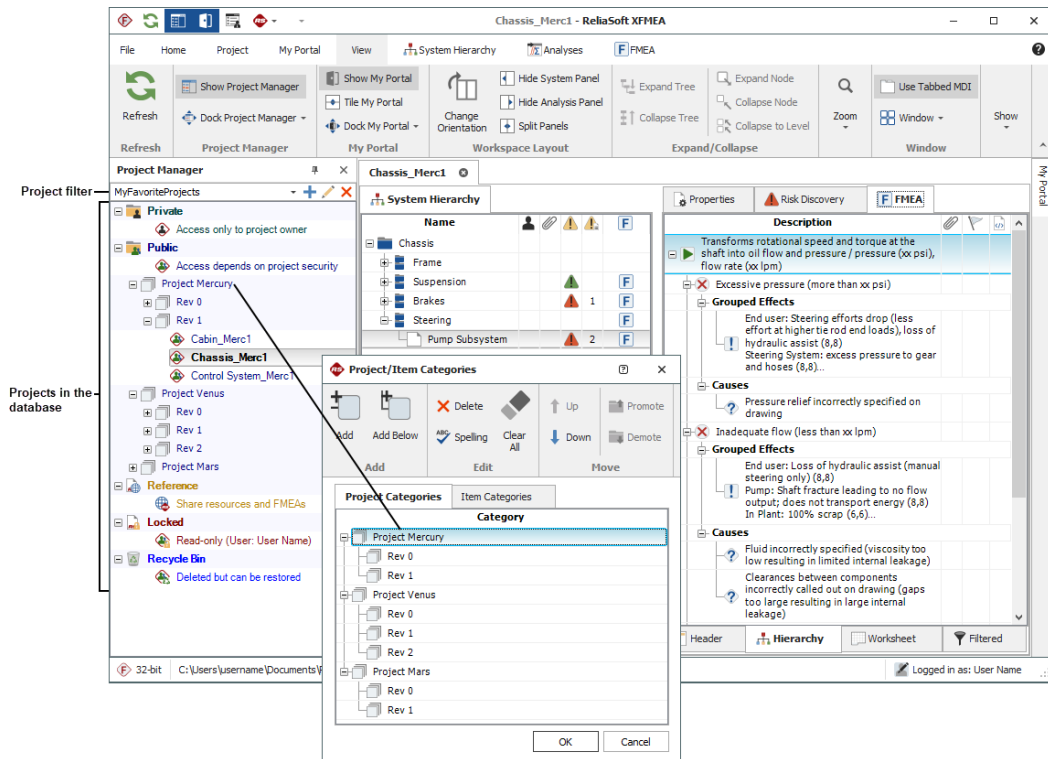 Chassis_Merc1 - ReliaSoft XFMEA
File Home Project My Portal View System Hierarchy Analyses FMEA
Show Project Manager
Dock Project Manager
Show My Portal
Tile My Portal
Dock My Portal
Change
Orientation
Hide System Panel
Hide Analysis Panel
Split Panels
Expand Tree
Collapse Tree
Expand Node
Collapse Node
Collapse to Level
Zoom
Use Tabbed MDI
Window
Show
Refresh
Refresh Project Manager My Portal Workspace Layout Expand/Collapse Window
Project Manager
Project filter
MyFavoriteProjects
Projects in the
database
Private
Access only to project owner
Public
Access depends on project security
Project Mercury
Rev 0
Rev 1
Cabin_Merc1
Chassis_Merc1
Control System_Merc1
Project Venus
Rev 0
Rev 1
Rev 2
Project Mars
Reference
Share resources and FMEAs
Locked
Read-only (User: User Name)
Recycle Bin
Deleted but can be restored
Chassis_Merc1
System Hierarchy
Name F
Chassis
Frame
Suspension F
Brakes 1 F
Steering F
Pump Subsystem 2 F
My Portal
Properties Risk Discovery F FMEA
Description
Transforms rotational speed and torque at the
shaft into oil flow and pressure / pressure (xx psi),
flow rate (xx lpm)
Excessive pressure (more than xx psi)
Grouped Effects
End user: Steering efforts drop (less
effort at higher tie rod end loads), loss of
hydraulic assist (8,8)
Steering System: excess pressure to gear
and hoses (8,8)...
Causes
Pressure relief incorrectly specified on
drawing
Inadequate flow (less than xx lpm)
Grouped Effects
End user: Loss of hydraulic assist (manual
steering only) (8,8)
Pump: Shaft fracture leading to no flow
output; does not transport energy (8,8)
In Plant: 100% scrap (6,6)...
Causes
Fluid incorrectly specified (viscosity too
low resulting in limited internal leakage)
Clearances between components
incorrectly called out on drawing (gaps
too large resulting in large internal
leakage)
Header Hierarchy Worksheet Filtered
Project/Item Categories
Add
Add Below
Delete
Spelling
Clear
All
Up
Down
Promote
Demote
Add Edit Move
Project Categories Item Categories
Category
Project Mercury
Rev 0
Rev 1
Project Venus
Rev 0
Rev 1
Rev 2
Project Mars
Rev 0
Rev 1
OK Cancel
32-bit C:\Users\username\Documents\
Logged in as: User Name